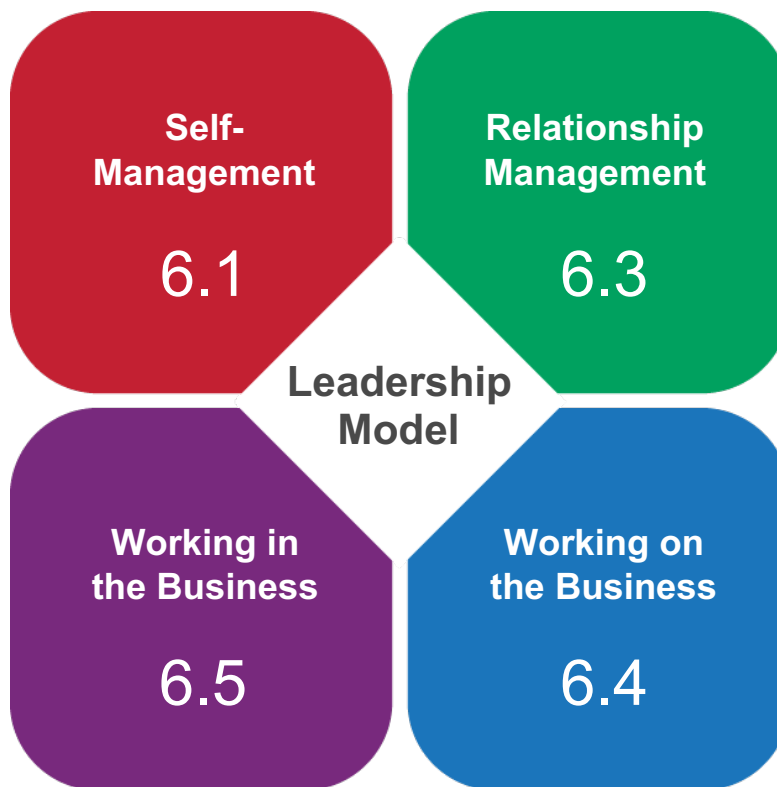 Self-
Management
6.1
Relationship
Management
6.3
Leadership
Model
Working in
the Business
6.5
Working on
the Business
6.4